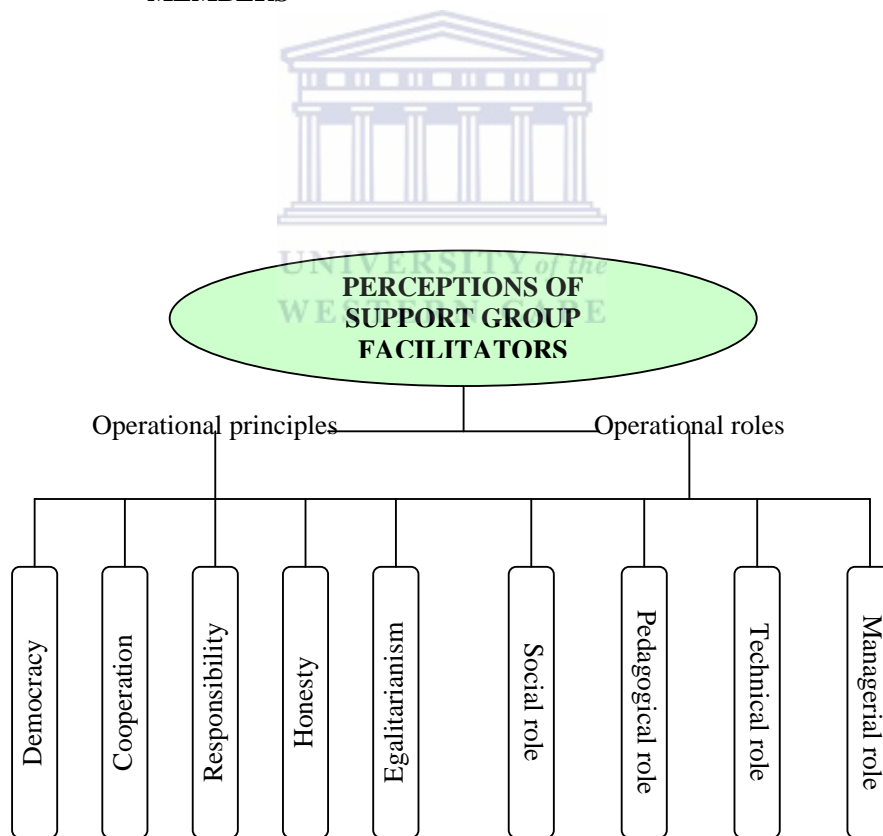 MEMBERS
UNIVERSITY of the
WESTERN CAPE
PERCEPTIONS OF
SUPPORT GROUP
FACILITATORS
Operational principles
Operational roles
Democracy
Cooperation
Responsibility
Honesty
Egalitarianism
Social role
Pedagogical role
Technical role
Managerial role